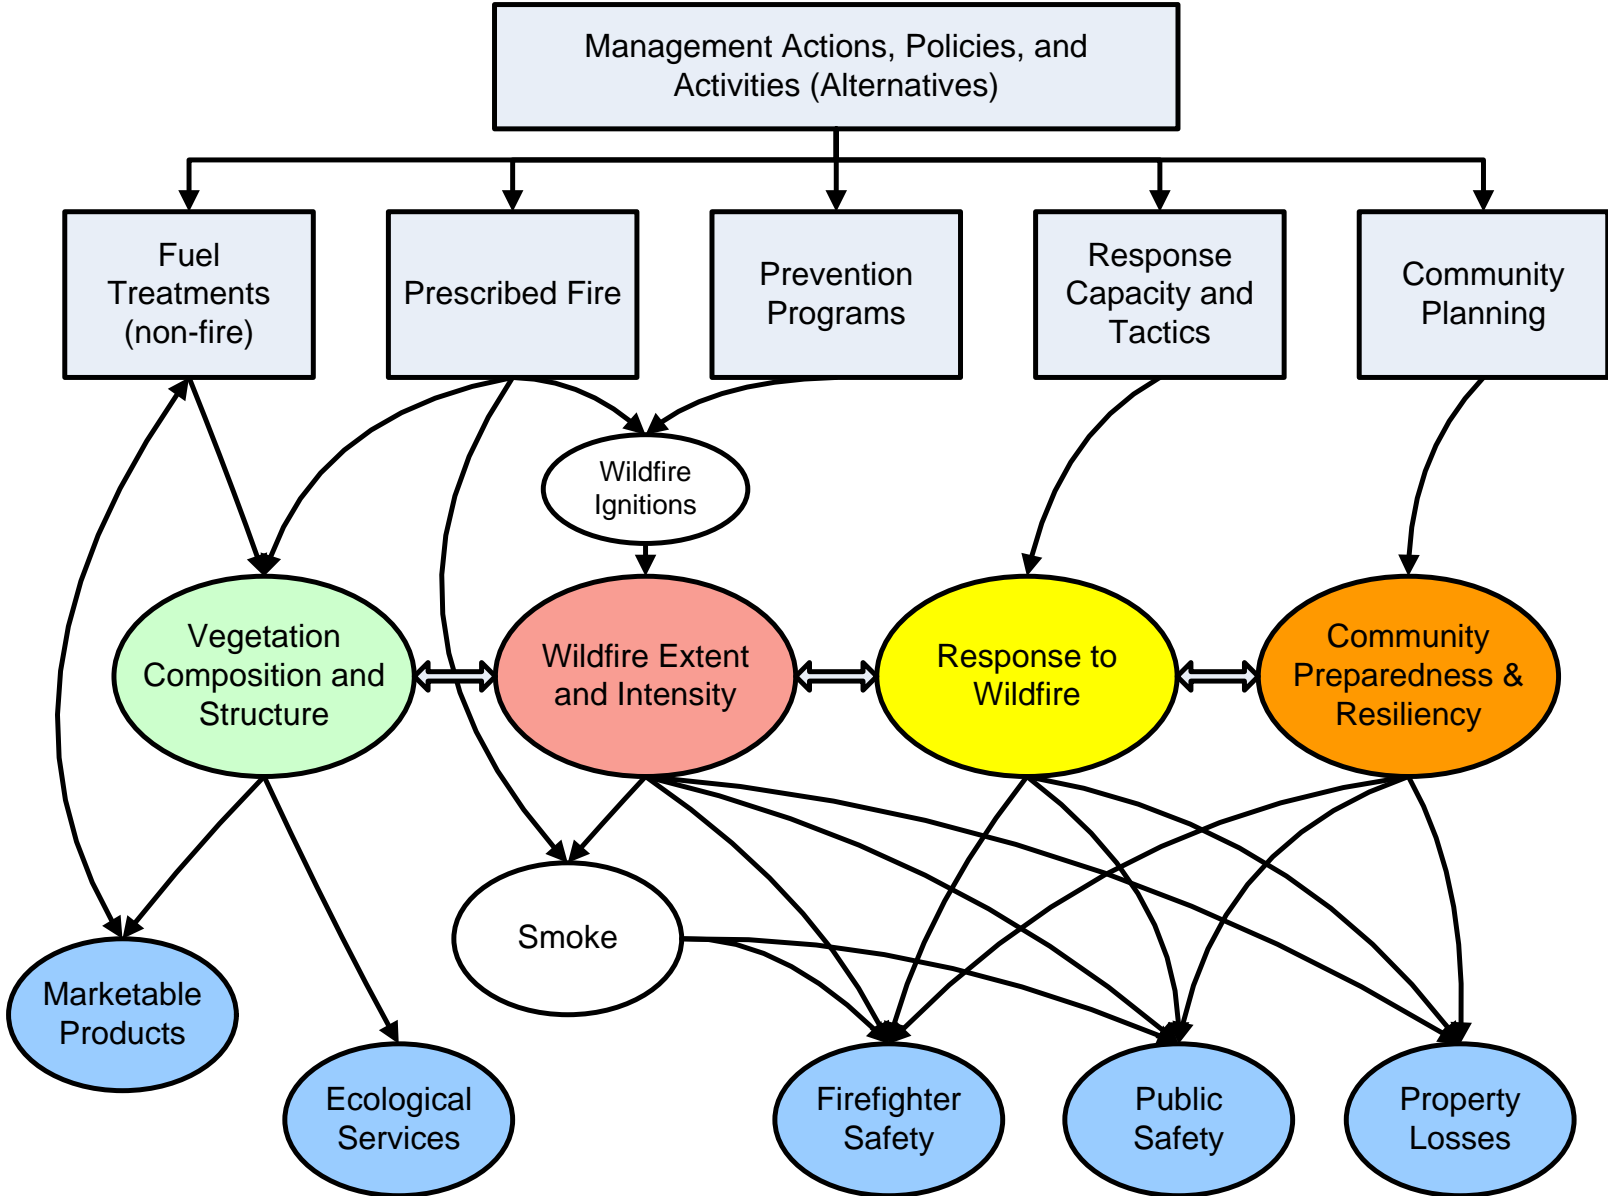 Management Actions, Policies, and
Activities (Alternatives)
Fuel
Treatments
(non-fire)
Prescribed Fire
Prevention
Programs
Response
Capacity and
Tactics
Community
Planning
Wildfire
Ignitions
Vegetation
Composition and
Structure
Wildfire Extent
and Intensity
Response to
Wildfire
Community
Preparedness &
Resiliency
Smoke
Marketable
Products
Ecological
Services
Firefighter
Safety
Public
Safety
Property
Losses